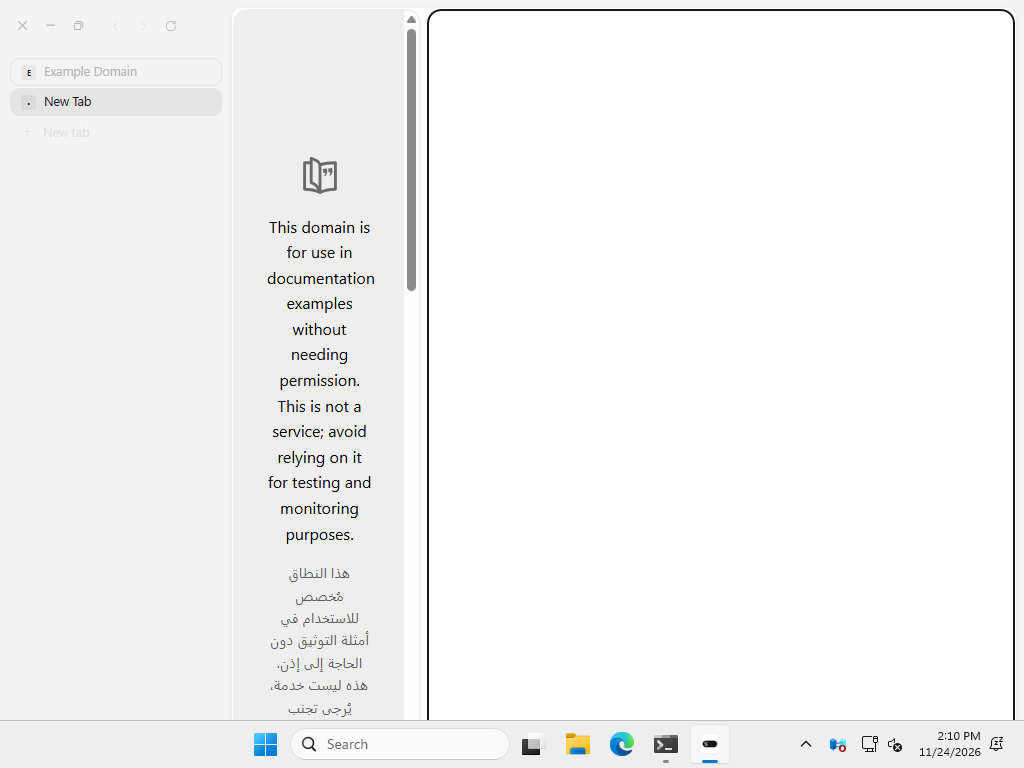 E Example Domain
New Tab
+ New tab
This domain is
for use in
documentation
examples
without
needing
permission.
This is not a
service; avoid
relying on it
for testing and
monitoring
purposes.
هذا النطاق
مُخصص
للاستخدام في
أمثلة التوثيق دون
الحاجة إلى إذن.
هذه ليست خدمة،
يُرجى تجنب
Search
2:10 PM
11/24/2026